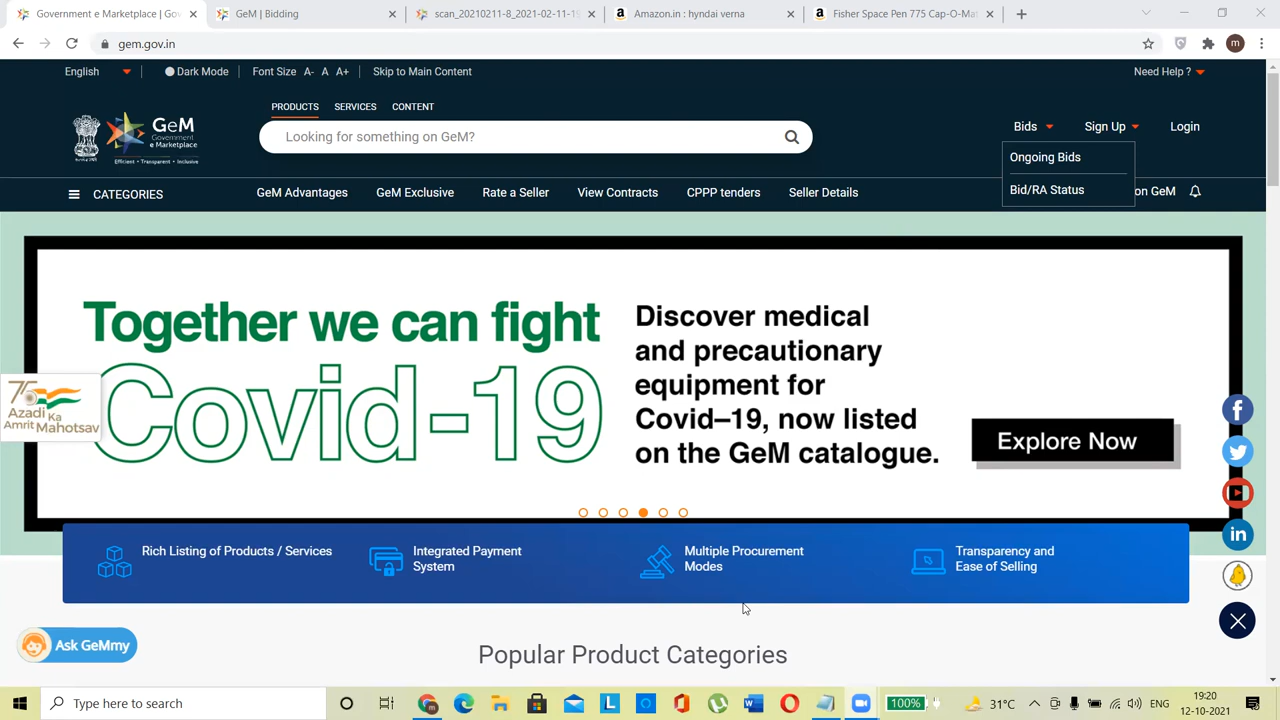 Government e Marketplace | Gov
GeM | Bidding
scan_20210211-8_2021-02-11-19
Amazon.in : hyndai verna
Fisher Space Pen 775 Cap-O-Mat
gem.gov.in
m
English
Dark Mode
Font Size A- A A+
Skip to Main Content
Need Help ?
PRODUCTS SERVICES CONTENT
GeM
Government
e Marketplace
Efficient • Transparent • Inclusive
Looking for something on GeM?
Bids
Sign Up
Login
Ongoing Bids
Bid/RA Status
CATEGORIES
GeM Advantages
GeM Exclusive
Rate a Seller
View Contracts
CPPP tenders
Seller Details
on GeM
Together we can fight
Covid-19
Discover medical
and precautionary
equipment for
Covid–19, now listed
on the GeM catalogue.
Explore Now
75
Azadi
Ka
Amrit
Mahotsav
Rich Listing of Products / Services
Integrated Payment
System
Multiple Procurement
Modes
Transparency and
Ease of Selling
Ask GeMmy
Popular Product Categories
Type here to search
100%
31°C
ENG
19:20
12-10-2021